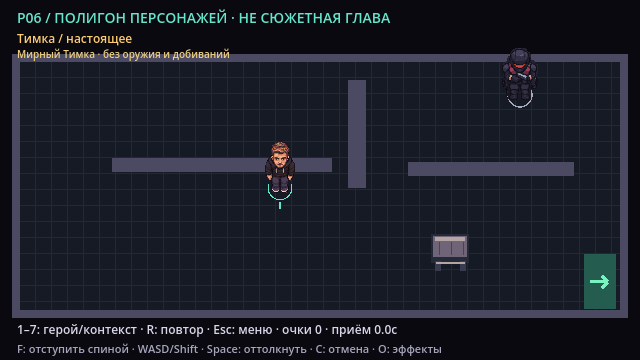 P06 / ПОЛИГОН ПЕРСОНАЖЕЙ · НЕ СЮЖЕТНАЯ ГЛАВА
Тимка / настоящее
Мирный Тимка · без оружия и добиваний
1–7: герой/контекст · R: повтор · Esc: меню · очки 0 · приём 0.0с
F: отступить спиной · WASD/Shift · Space: оттолкнуть · C: отмена · O: эффекты